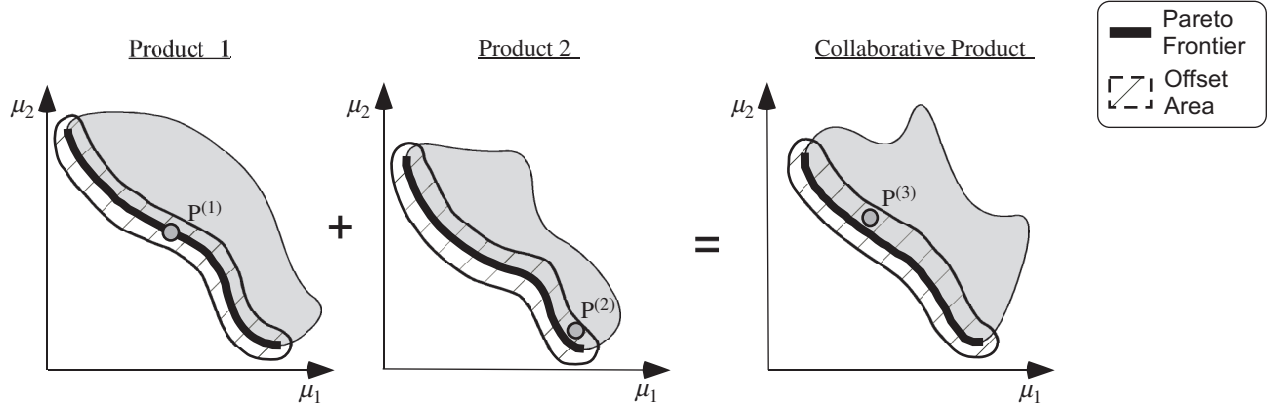 Product 1
Product 2
Collaborative Product
Pareto
Frontier
Offset
Area
μ2
μ2
μ2
P(1)
P(2)
P(3)
+
=
μ1
μ1
μ1